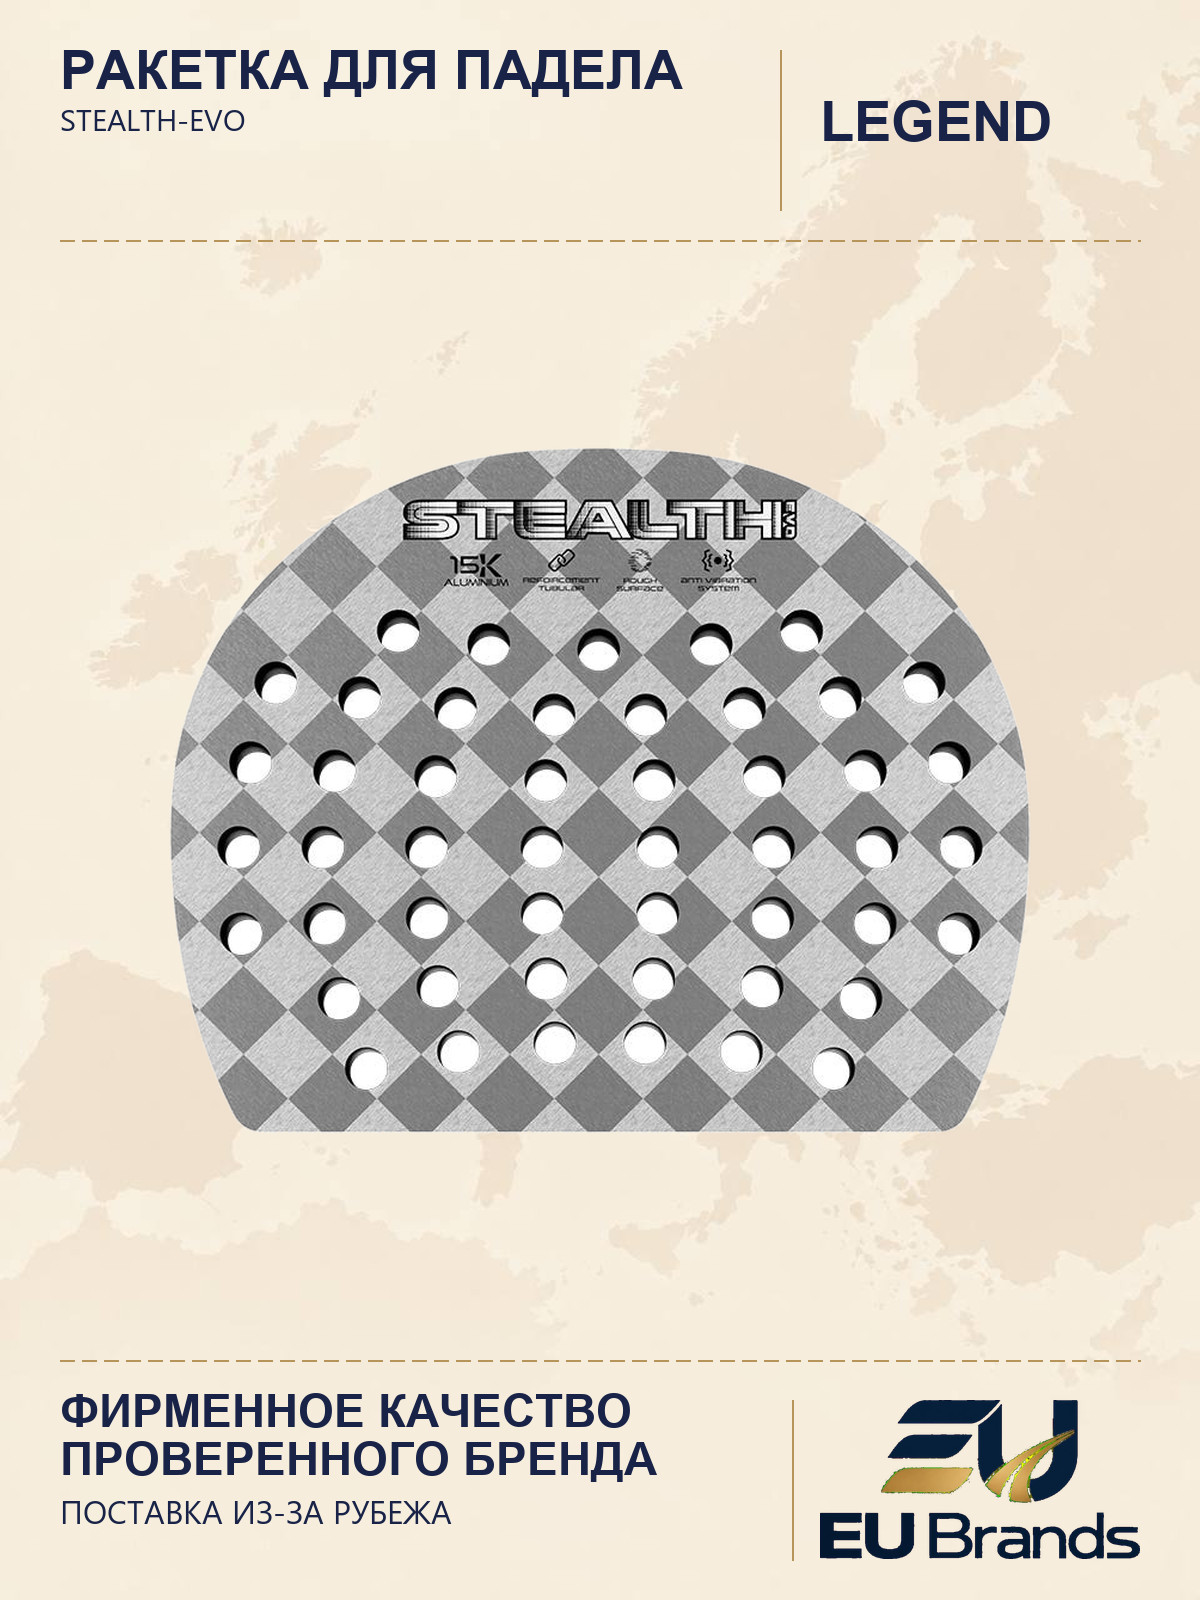 РАКЕТКА ДЛЯ ПАДЕЛА
STEALTH-EVO
LEGEND
STEALTH EVO
15K
ALUMINIUM
REFORCEMENT
TUBULAR
ROUGH
SURFACE
ANTI VIBRATION
SYSTEM
ФИРМЕННОЕ КАЧЕСТВО
ПРОВЕРЕННОГО БРЕНДА
ПОСТАВКА ИЗ-ЗА РУБЕЖА
EU
EU Brands